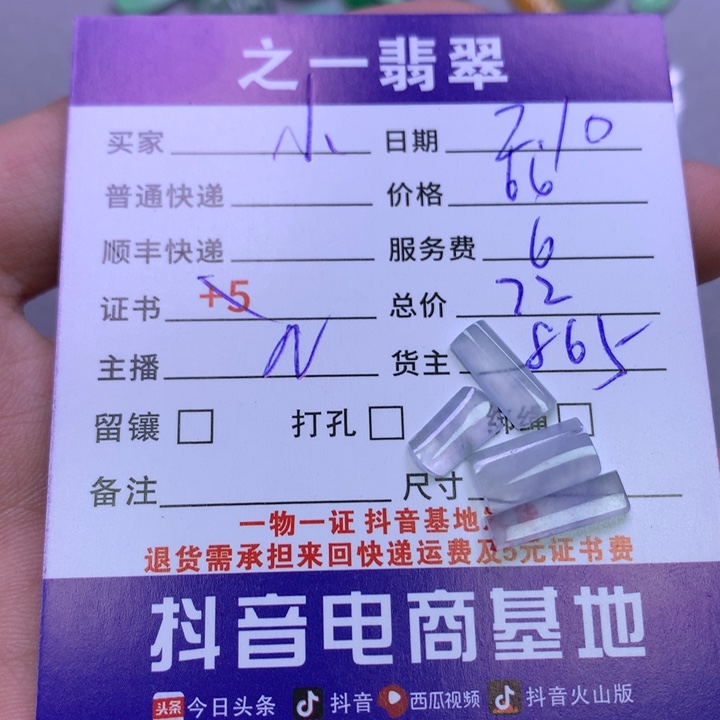 之一翡翠
买家 小 日期 7.10
普通快递 价格 66
顺丰快递 服务费 6
证书 +5 总价 72
主播 N 货主 865
留镶 □ 打孔 □ 绑绳 □
备注 尺寸
一物一证 抖音基地
退货需承担来回快递运费及5元证书费
抖音电商基地
头条 今日头条 抖音 西瓜视频 抖音火山版